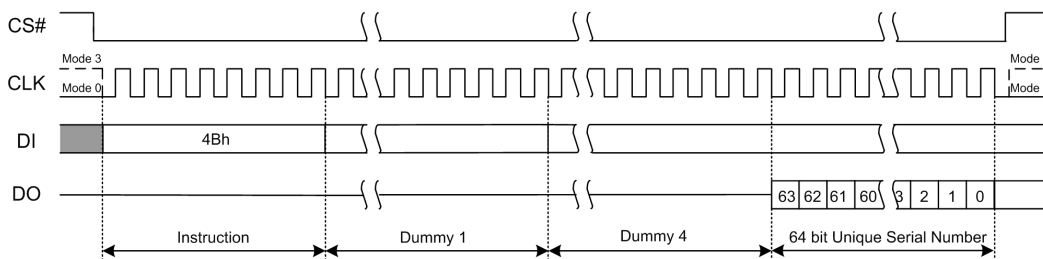 CS#
Mode 3
Mode
CLK
Mode 0
Mode
DI
4Bh
DO
63 62 61 60 3 2 1 0
Instruction Dummy 1 Dummy 4 64 bit Unique Serial Number